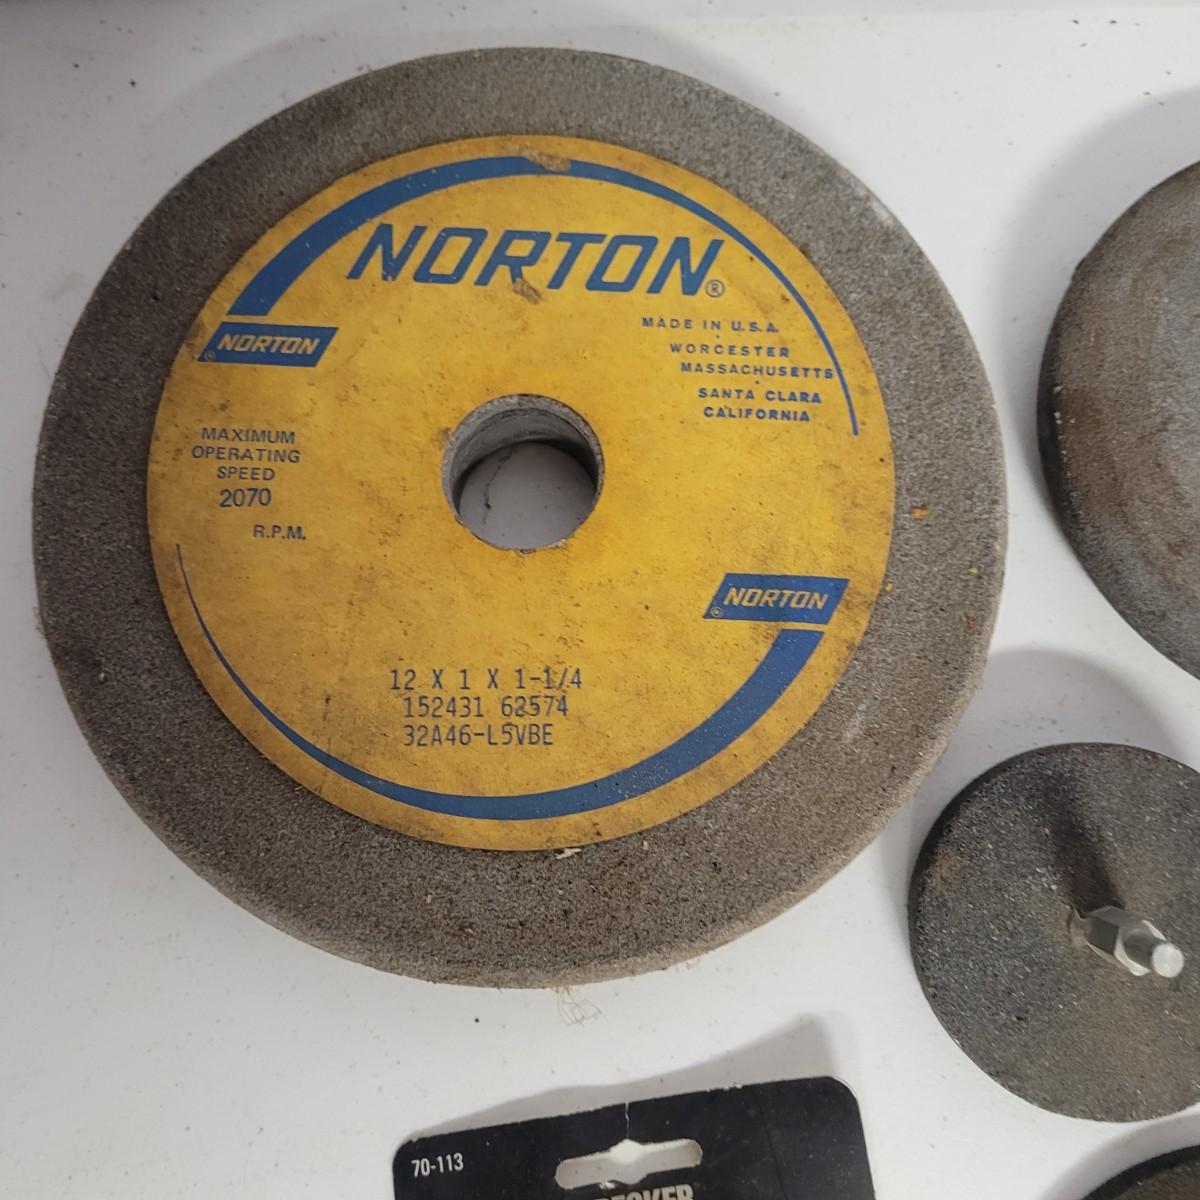 NORTON®
®NORTON
MADE IN U.S.A.
WORCESTER
MASSACHUSETTS
SANTA CLARA
CALIFORNIA
MAXIMUM
OPERATING
SPEED
2070
R.P.M.
®NORTON
12 X 1 X 1-1/4
152431 62574
32A46-L5VBE
70-113